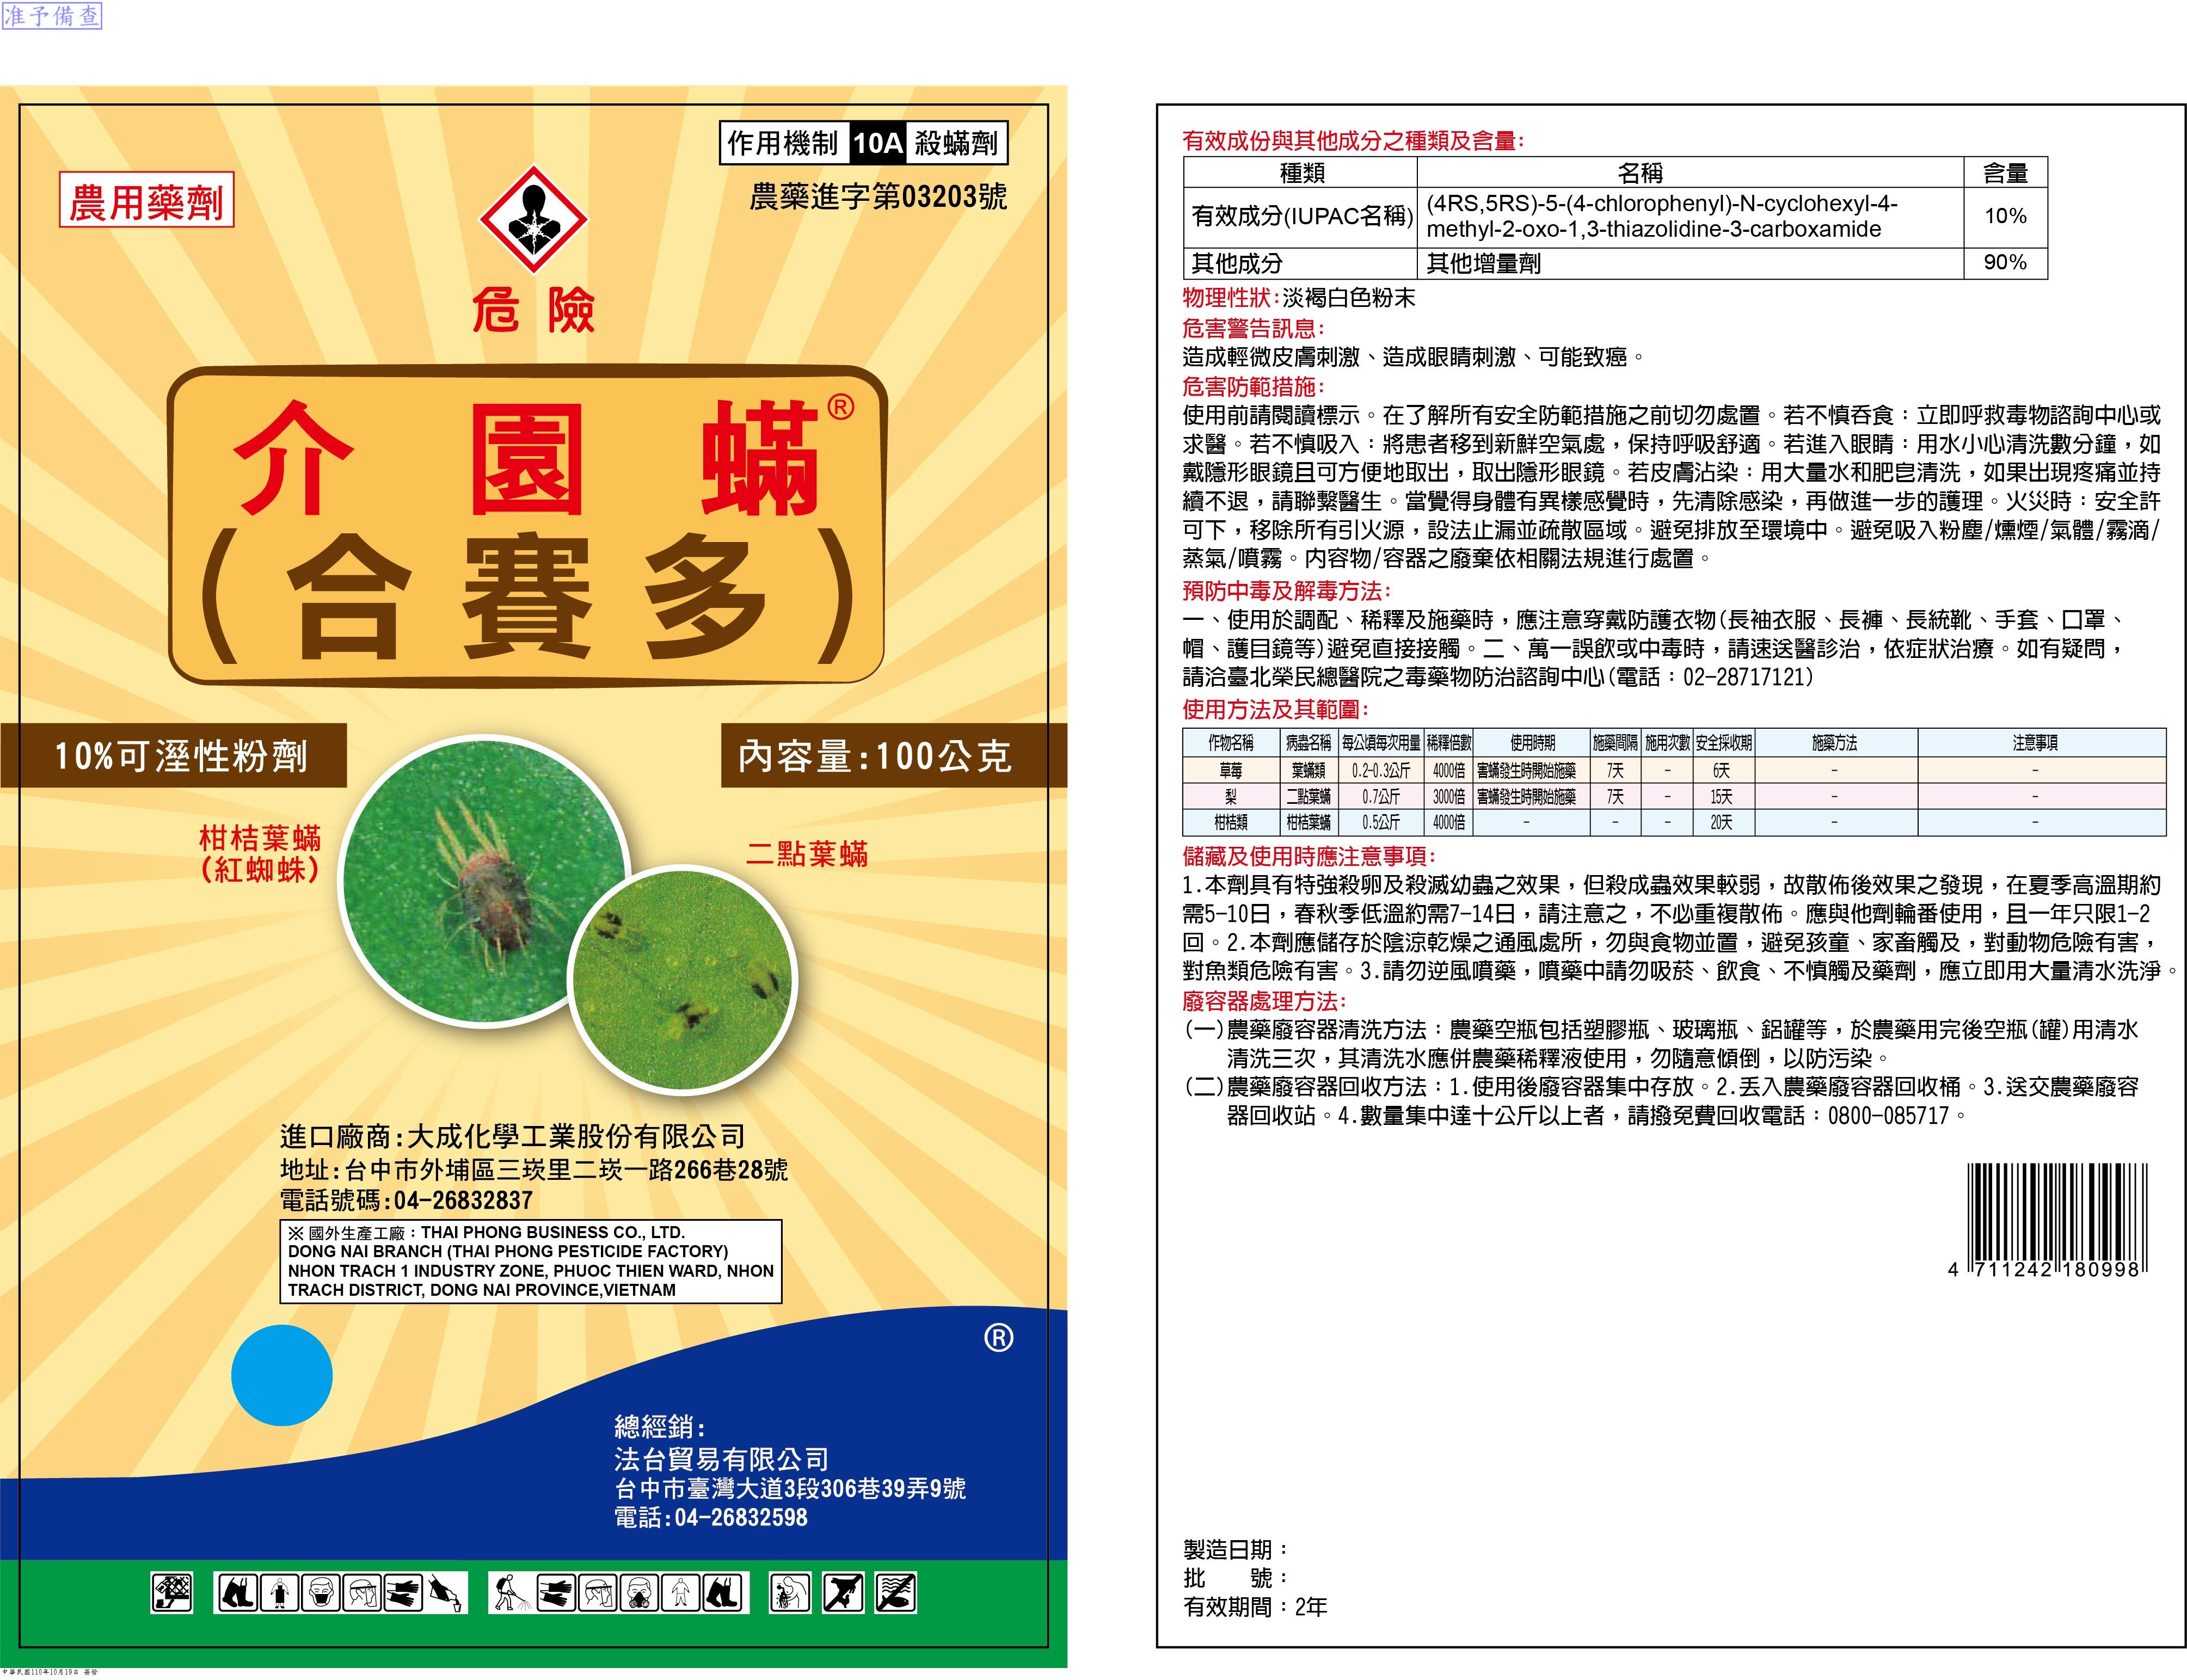 准予備查
作用機制 10A 殺蟎劑
農藥進字第03203號
農用藥劑
危險
介園蟎®
(合賽多)
10%可溼性粉劑
內容量:100公克
柑桔葉蟎
(紅蜘蛛)
二點葉蟎
進口廠商:大成化學工業股份有限公司
地址:台中市外埔區三崁里二崁一路266巷28號
電話號碼:04-26832837
※ 國外生產工廠：THAI PHONG BUSINESS CO., LTD.
DONG NAI BRANCH (THAI PHONG PESTICIDE FACTORY)
NHON TRACH 1 INDUSTRY ZONE, PHUOC THIEN WARD, NHON
TRACH DISTRICT, DONG NAI PROVINCE,VIETNAM
®
總經銷:
法台貿易有限公司
台中市臺灣大道3段306巷39弄9號
電話:04-26832598
中華民國110年10月19日 簽發
有效成份與其他成分之種類及含量:
種類 名稱 含量
有效成分(IUPAC名稱) (4RS,5RS)-5-(4-chlorophenyl)-N-cyclohexyl-4-
methyl-2-oxo-1,3-thiazolidine-3-carboxamide 10%
其他成分 其他增量劑 90%
物理性狀:淡褐白色粉末
危害警告訊息:
造成輕微皮膚刺激、造成眼睛刺激、可能致癌。
危害防範措施:
使用前請閱讀標示。在了解所有安全防範措施之前切勿處置。若不慎吞食：立即呼救毒物諮詢中心或
求醫。若不慎吸入：將患者移到新鮮空氣處，保持呼吸舒適。若進入眼睛：用水小心清洗數分鐘，如
戴隱形眼鏡且可方便地取出，取出隱形眼鏡。若皮膚沾染：用大量水和肥皂清洗，如果出現疼痛並持
續不退，請聯繫醫生。當覺得身體有異樣感覺時，先清除感染，再做進一步的護理。火災時：安全許
可下，移除所有引火源，設法止漏並疏散區域。避免排放至環境中。避免吸入粉塵/燻煙/氣體/霧滴/
蒸氣/噴霧。內容物/容器之廢棄依相關法規進行處置。
預防中毒及解毒方法:
一、使用於調配、稀釋及施藥時，應注意穿戴防護衣物(長袖衣服、長褲、長統靴、手套、口罩、
帽、護目鏡等)避免直接接觸。二、萬一誤飲或中毒時，請速送醫診治，依症狀治療。如有疑問，
請洽臺北榮民總醫院之毒藥物防治諮詢中心(電話：02-28717121)
使用方法及其範圍:
作物名稱 病蟲名稱 每公頃每次用量 稀釋倍數 使用時期 施藥間隔 施用次數 安全採收期 施藥方法 注意事項
草莓 葉蟎類 0.2-0.3公斤 4000倍 害蟎發生時開始施藥 7天 - 6天 - -
梨 二點葉蟎 0.7公斤 3000倍 害蟎發生時開始施藥 7天 - 15天 - -
柑桔類 柑桔葉蟎 0.5公斤 4000倍 - - - 20天 - -
儲藏及使用時應注意事項:
1.本劑具有特強殺卵及殺滅幼蟲之效果，但殺成蟲效果較弱，故散佈後效果之發現，在夏季高溫期約
需5-10日，春秋季低溫約需7-14日，請注意之，不必重複散佈。應與他劑輪番使用，且一年只限1-2
回。2.本劑應儲存於陰涼乾燥之通風處所，勿與食物並置，避免孩童、家畜觸及，對動物危險有害，
對魚類危險有害。3.請勿逆風噴藥，噴藥中請勿吸菸、飲食、不慎觸及藥劑，應立即用大量清水洗淨。
廢容器處理方法:
(一)農藥廢容器清洗方法：農藥空瓶包括塑膠瓶、玻璃瓶、鋁罐等，於農藥用完後空瓶(罐)用清水
清洗三次，其清洗水應併農藥稀釋液使用，勿隨意傾倒，以防污染。
(二)農藥廢容器回收方法：1.使用後廢容器集中存放。2.丟入農藥廢容器回收桶。3.送交農藥廢容
器回收站。4.數量集中達十公斤以上者，請撥免費回收電話：0800-085717。
4 711242 180998
製造日期：
批　　號：
有效期間：2年